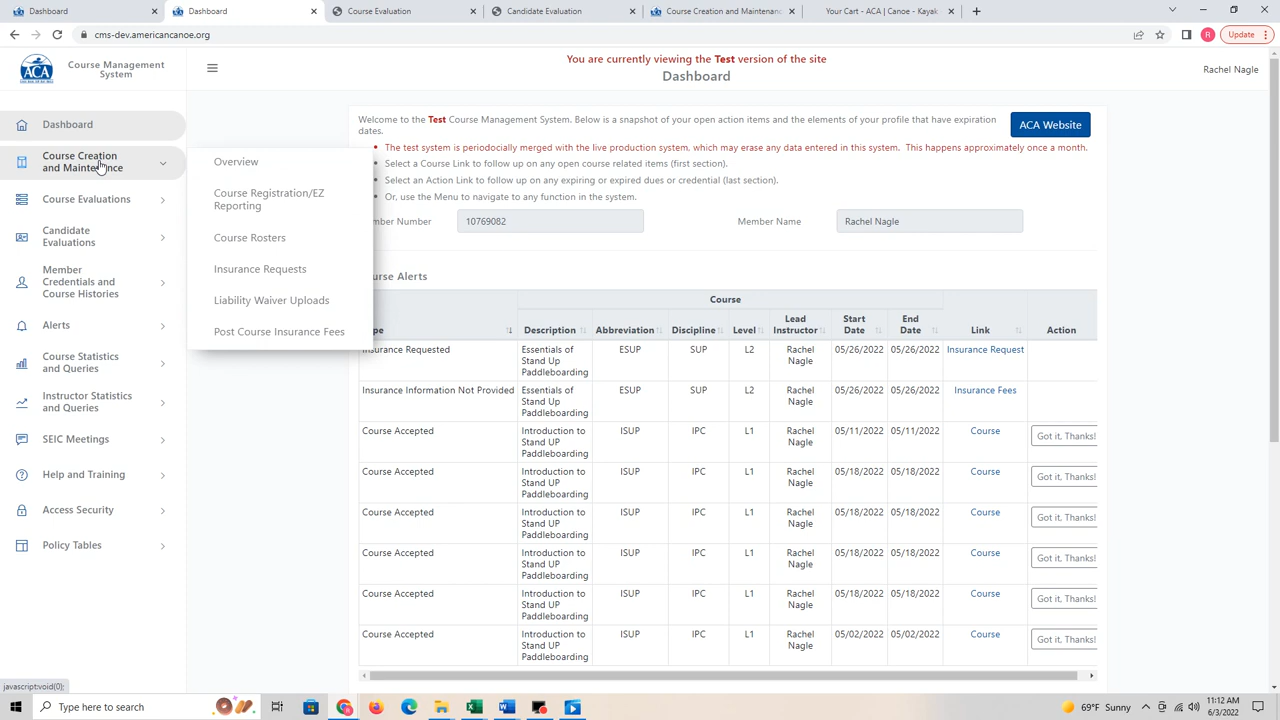 Dashboard
Dashboard
Course Evaluation
Candidate Evaluation
Course Creation and Maintenanc
Your Cart - ACA | Canoe - Kayak
cms-dev.americancanoe.org
R
Update
ACA
Course Management
System
You are currently viewing the Test version of the site
Dashboard
Rachel Nagle
Dashboard
Course Creation
and Maintenance
Course Evaluations
Candidate
Evaluations
Member
Credentials and
Course Histories
Alerts
Course Statistics
and Queries
Instructor Statistics
and Queries
SEIC Meetings
Help and Training
Access Security
Policy Tables
Overview
Course Registration/EZ
Reporting
Course Rosters
Insurance Requests
Liability Waiver Uploads
Post Course Insurance Fees
Welcome to the Test Course Management System. Below is a snapshot of your open action items and the elements of your profile that have expiration
dates.
ACA Website
The test system is perdiocially merged with the live production system, which may erase any data entered in this system. This happens approximately once a month.
Select a Course Link to follow up on any open course related items (first section).
Select an Action Link to follow up on any expiring or expired dues or credential (last section).
Or, use the Menu to navigate to any function in the system.
mber Number 10769082 Member Name Rachel Nagle
ourse Alerts
Course
ype Description Abbreviation Discipline Level Lead Instructor Start Date End Date Link Action
Insurance Requested Essentials of Stand Up Paddleboarding ESUP SUP L2 Rachel Nagle 05/26/2022 05/26/2022 Insurance Request
Insurance Information Not Provided Essentials of Stand Up Paddleboarding ESUP SUP L2 Rachel Nagle 05/26/2022 05/26/2022 Insurance Fees
Course Accepted Introduction to Stand UP Paddleboarding ISUP IPC L1 Rachel Nagle 05/11/2022 05/11/2022 Course Got it, Thanks!
Course Accepted Introduction to Stand UP Paddleboarding ISUP IPC L1 Rachel Nagle 05/18/2022 05/18/2022 Course Got it, Thanks!
Course Accepted Introduction to Stand UP Paddleboarding ISUP IPC L1 Rachel Nagle 05/18/2022 05/18/2022 Course Got it, Thanks!
Course Accepted Introduction to Stand UP Paddleboarding ISUP IPC L1 Rachel Nagle 05/18/2022 05/18/2022 Course Got it, Thanks!
Course Accepted Introduction to Stand UP Paddleboarding ISUP IPC L1 Rachel Nagle 05/18/2022 05/18/2022 Course Got it, Thanks!
Course Accepted Introduction to Stand UP Paddleboarding ISUP IPC L1 Rachel Nagle 05/02/2022 05/02/2022 Course Got it, Thanks!
javascript:void(0);
Type here to search
69°F Sunny
11:12 AM
6/3/2022